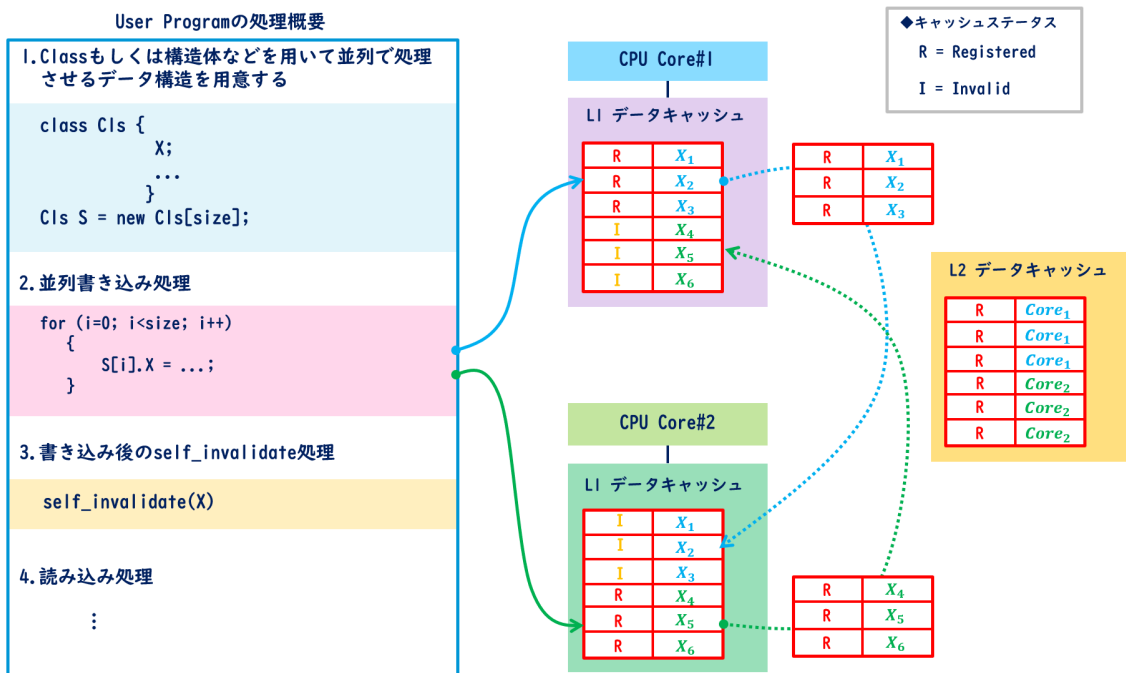 User Programの処理概要
1.Classもしくは構造体などを用いて並列で処理
させるデータ構造を用意する
class Cls {
X;
...
}
Cls S = new Cls[size];
2.並列書き込み処理
for (i=0; i<size; i++)
{
S[i].X = ...;
}
3.書き込み後のself_invalidate処理
self_invalidate(X)
4.読み込み処理
⋮
CPU Core#1
L1 データキャッシュ
R X₁
R X₂
R X₃
I X₄
I X₅
I X₆
CPU Core#2
L1 データキャッシュ
I X₁
I X₂
I X₃
R X₄
R X₅
R X₆
R X₁
R X₂
R X₃
R X₄
R X₅
R X₆
◆キャッシュステータス
R = Registered
I = Invalid
L2 データキャッシュ
R Core₁
R Core₁
R Core₁
R Core₂
R Core₂
R Core₂